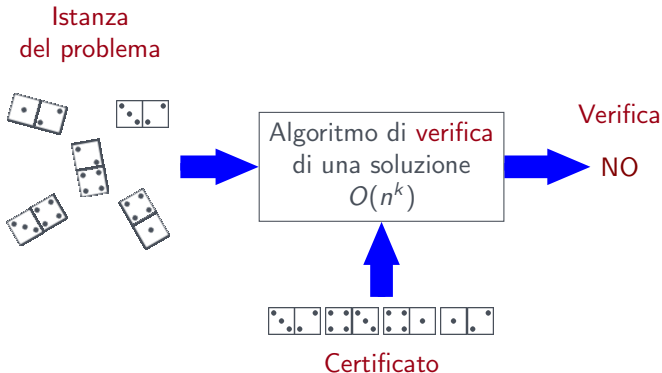 Istanza
del problema
Algoritmo di verifica
di una soluzione
O(n^k)
Verifica
NO
Certificato